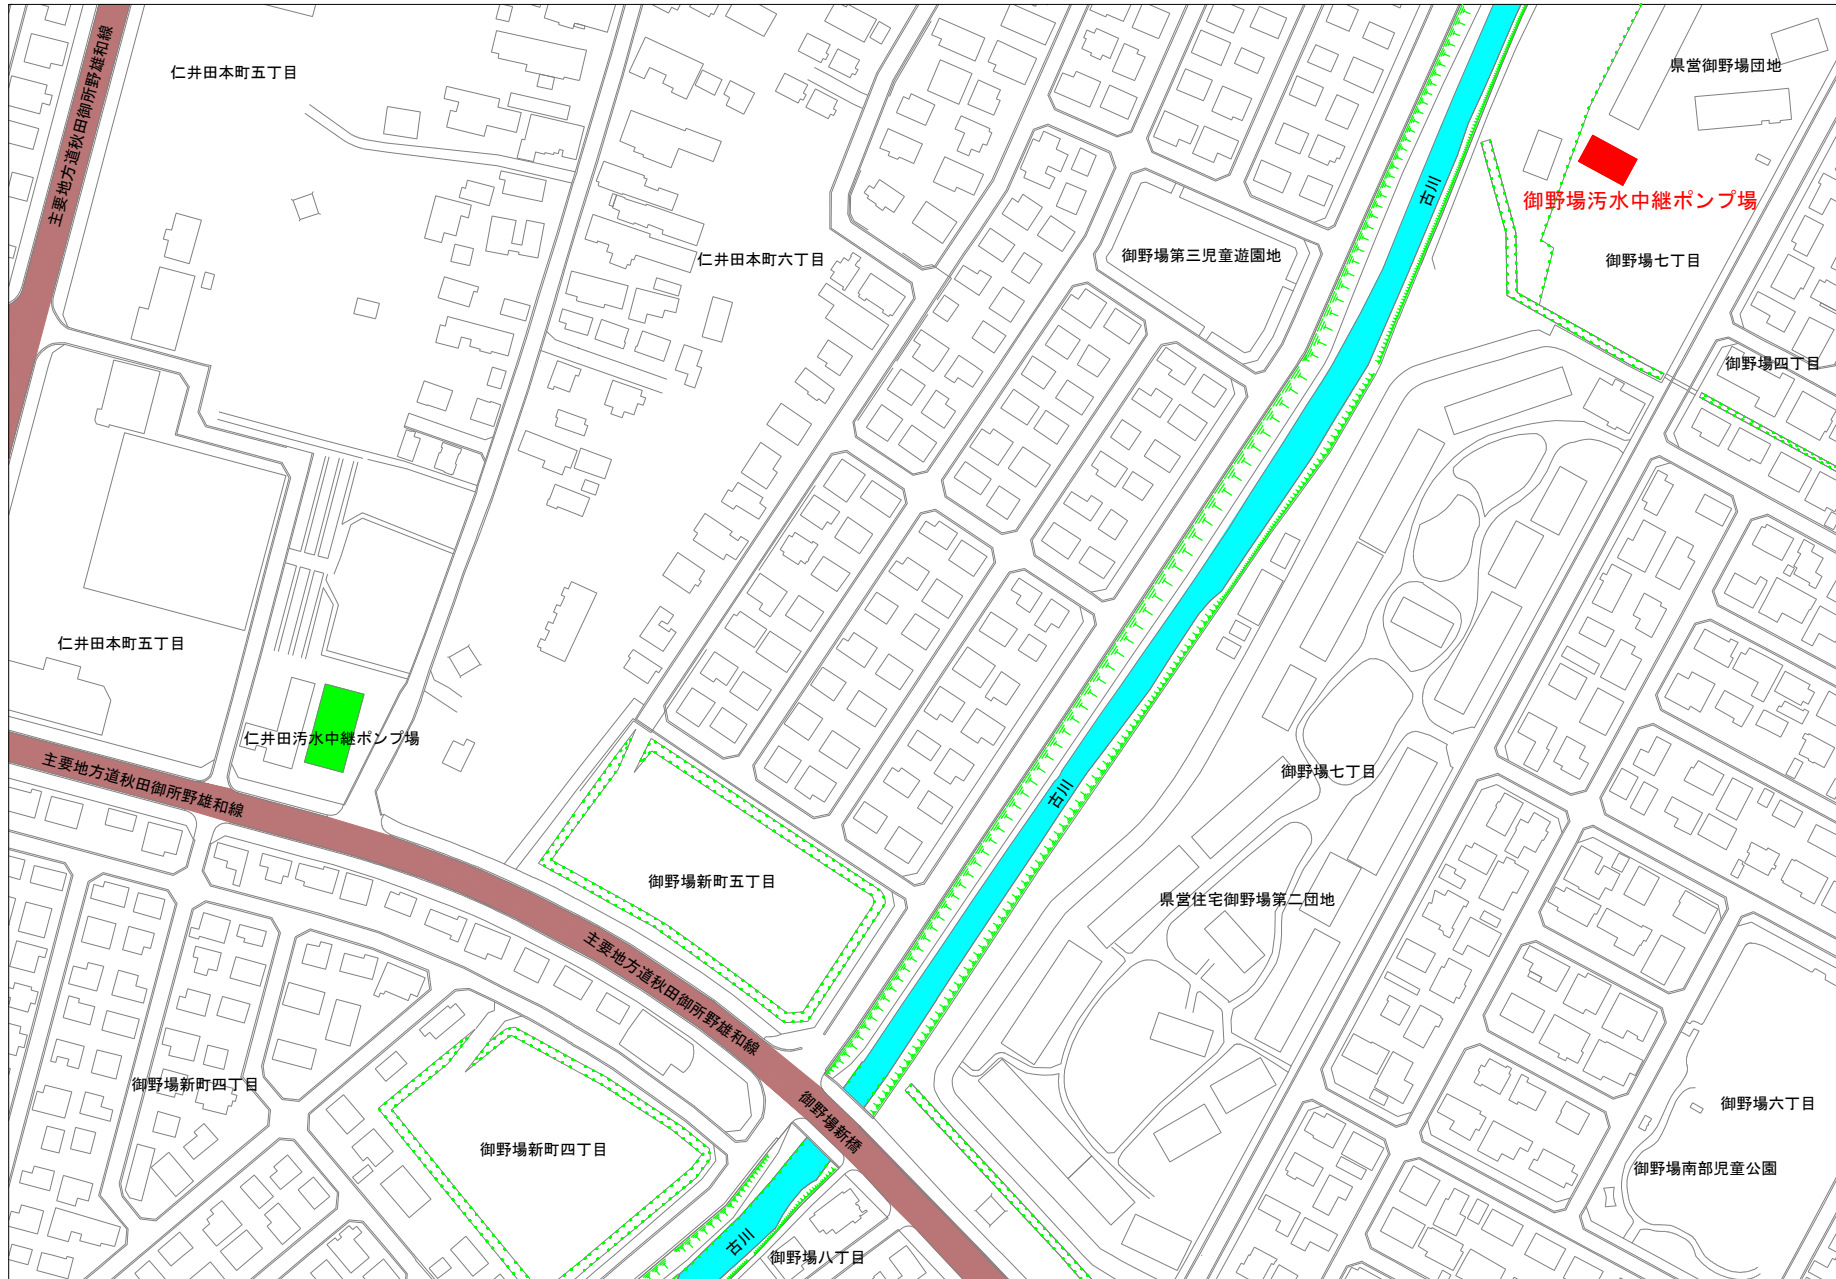 主要地方道秋田御所野雄和線
仁井田本町五丁目
県営御野場団地
古川
御野場汚水中継ポンプ場
仁井田本町六丁目
御野場第三児童遊園地
御野場七丁目
御野場四丁目
仁井田本町五丁目
仁井田汚水中継ポンプ場
主要地方道秋田御所野雄和線
古川
御野場七丁目
御野場新町五丁目
県営住宅御野場第二団地
主要地方道秋田御所野雄和線
御野場新町四丁目
御野場新橋
御野場六丁目
御野場新町四丁目
御野場南部児童公園
古川
御野場八丁目